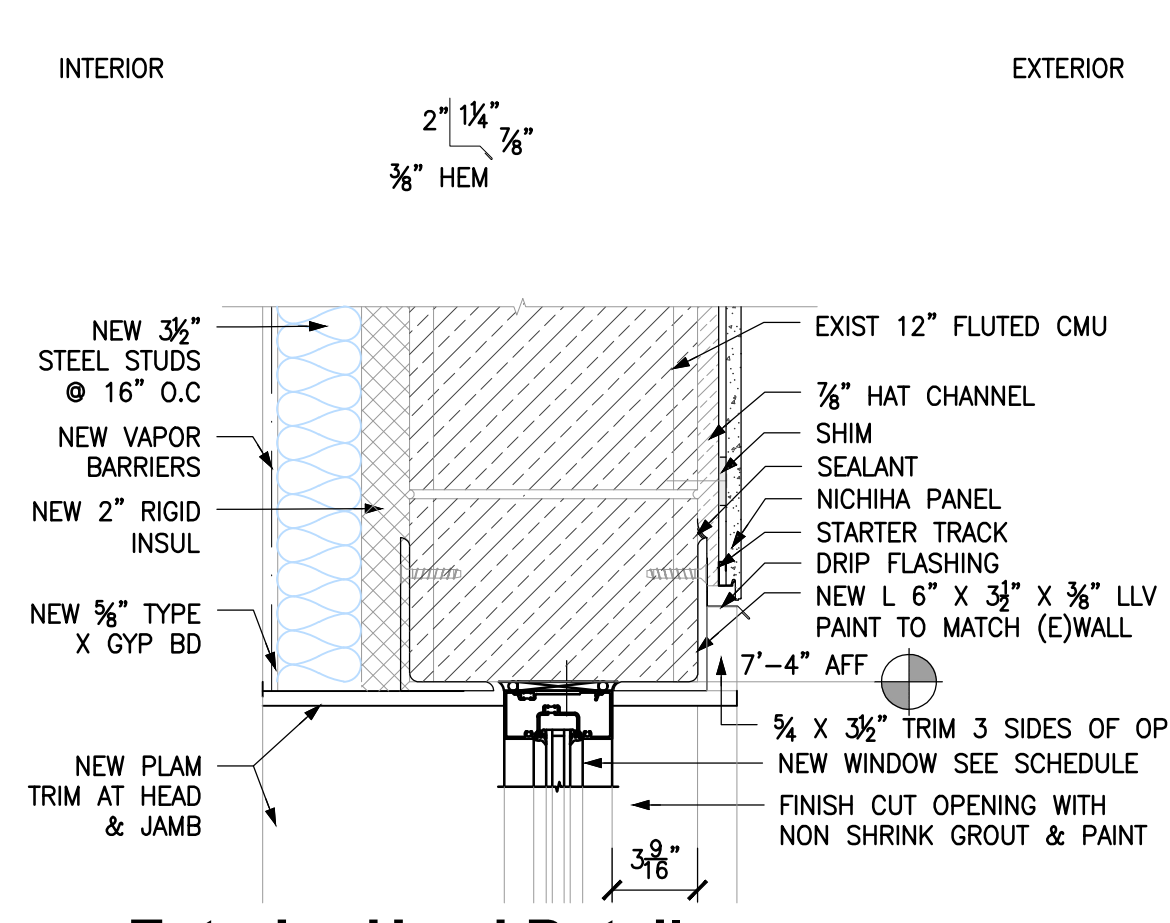 INTERIOR
EXTERIOR
2" 1¼"
⅞"
⅜" HEM
NEW 3½"
STEEL STUDS
@ 16" O.C
NEW VAPOR
BARRIERS
NEW 2" RIGID
INSUL
NEW ⅝" TYPE
X GYP BD
NEW PLAM
TRIM AT HEAD
& JAMB
EXIST 12" FLUTED CMU
⅞" HAT CHANNEL
SHIM
SEALANT
NICHIHA PANEL
STARTER TRACK
DRIP FLASHING
NEW L 6" X 3½" X ⅜" LLV
PAINT TO MATCH (E)WALL
7'-4" AFF
5/4 X 3½" TRIM 3 SIDES OF OP
NEW WINDOW SEE SCHEDULE
FINISH CUT OPENING WITH
NON SHRINK GROUT & PAINT
3 9/16"